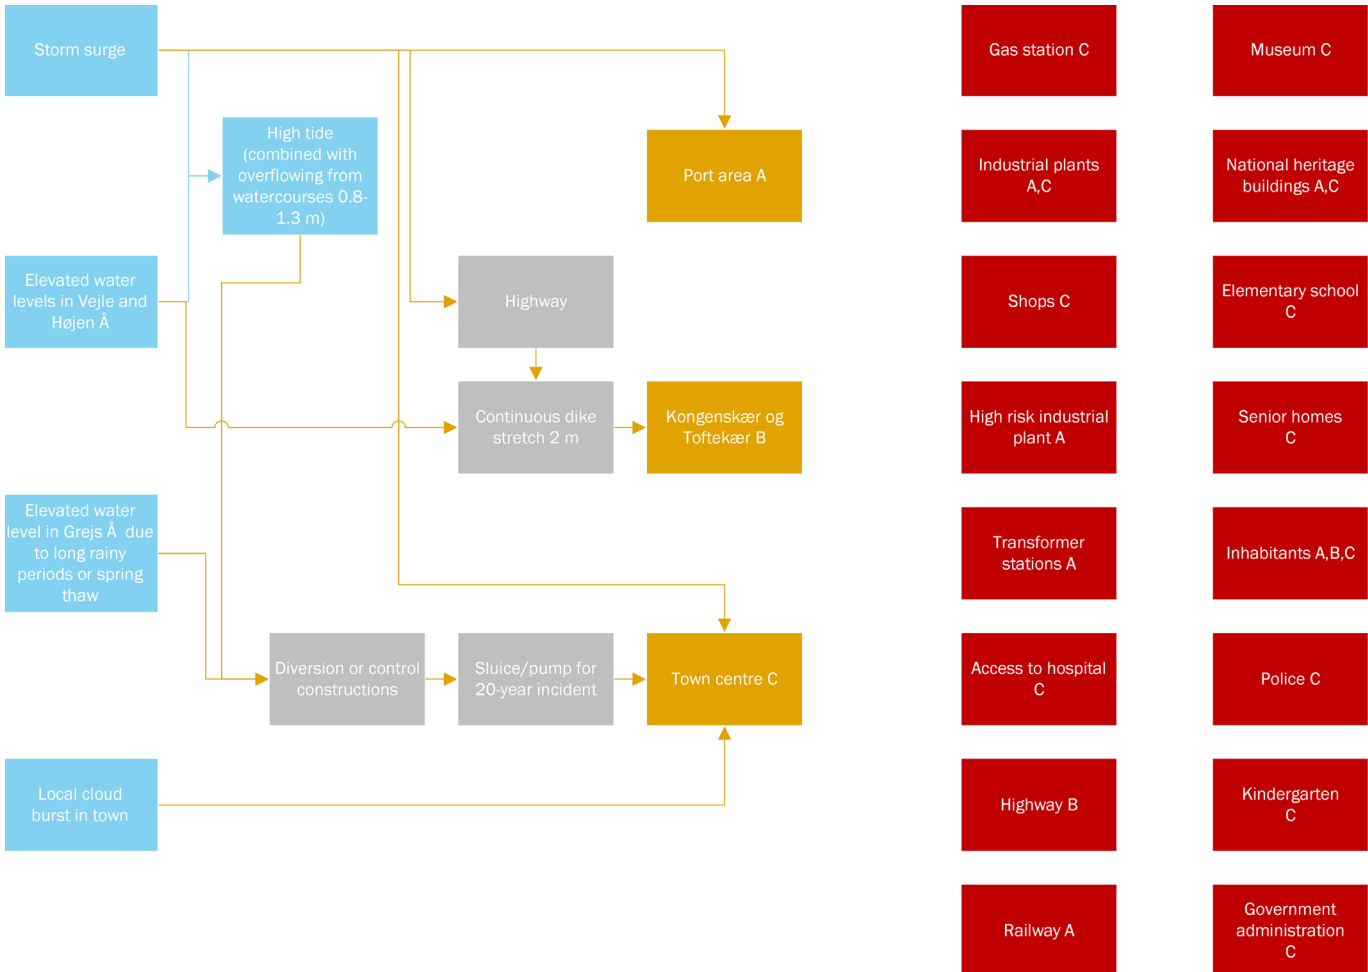 Storm surge
High tide
(combined with
overflowing from
watercourses 0.8-
1.3 m)
Elevated water
levels in Vejle and
Højen Å
Elevated water
level in Grejs Å due
to long rainy
periods or spring
thaw
Local cloud
burst in town
Highway
Continuous dike
stretch 2 m
Diversion or control
constructions
Sluice/pump for
20-year incident
Port area A
Kongenskær og
Toftekær B
Town centre C
Gas station C
Industrial plants
A,C
Shops C
High risk industrial
plant A
Transformer
stations A
Access to hospital
C
Highway B
Railway A
Museum C
National heritage
buildings A,C
Elementary school
C
Senior homes
C
Inhabitants A,B,C
Police C
Kindergarten
C
Government
administration
C